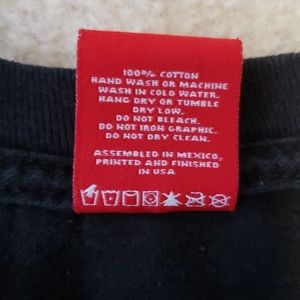 100% COTTON
HAND WASH OR MACHINE
WASH IN COLD WATER.
HANG DRY OR TUMBLE
DRY LOW.
DO NOT BLEACH.
DO NOT IRON GRAPHIC.
DO NOT DRY CLEAN.
ASSEMBLED IN MEXICO,
PRINTED AND FINISHED
IN USA